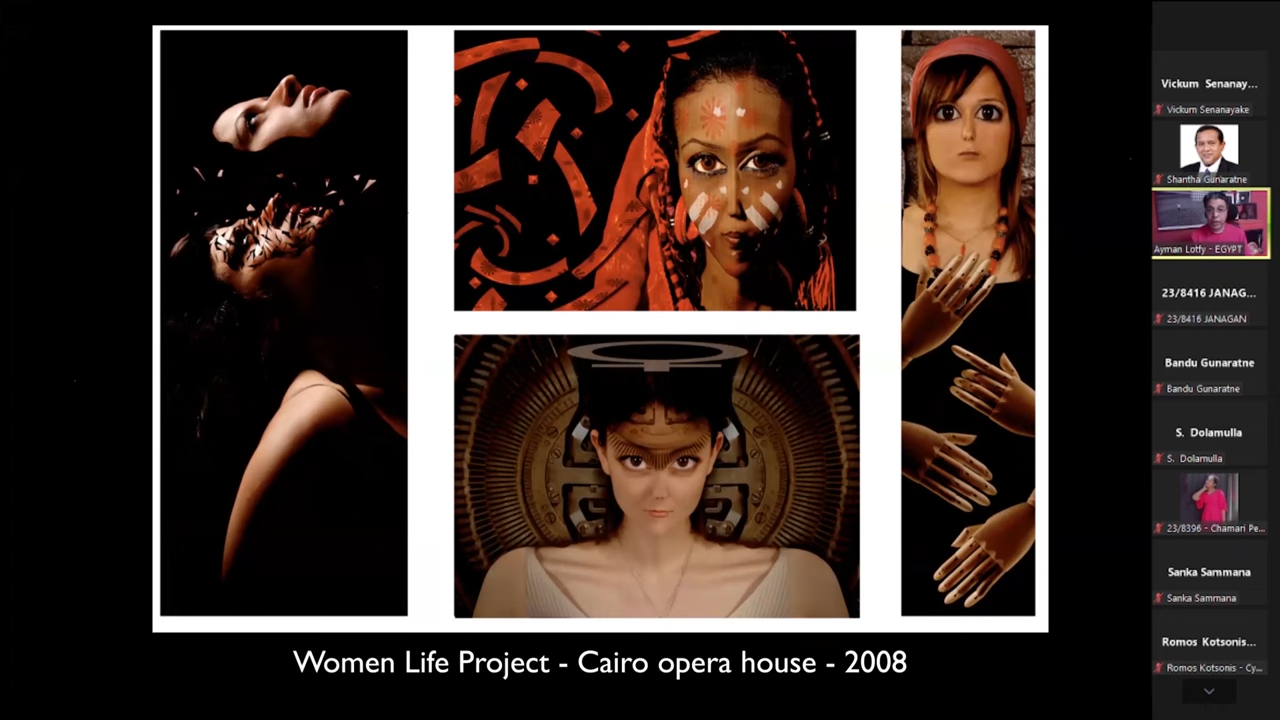 Women Life Project - Cairo opera house - 2008
Vickum Senanay...
Vickum Senanayake
Shantha Gunaratne
Ayman Lotfy - EGYPT
23/8416 JANAG...
23/8416 JANAGAN
Bandu Gunaratne
Bandu Gunaratne
S. Dolamulla
S. Dolamulla
23/8396 - Chamari Pe...
Sanka Sammana
Sanka Sammana
Romos Kotsonis...
Romos Kotsonis - Cy...